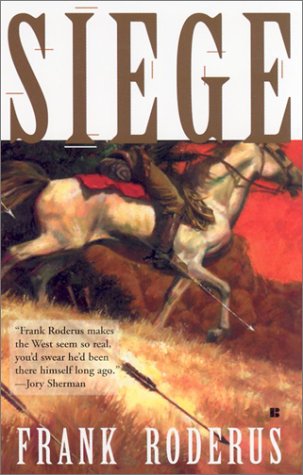 SIEGE
"Frank Roderus makes
the West seem so real,
you'd swear he'd been
there himself long ago."
—Jory Sherman
B
FRANK RODERUS